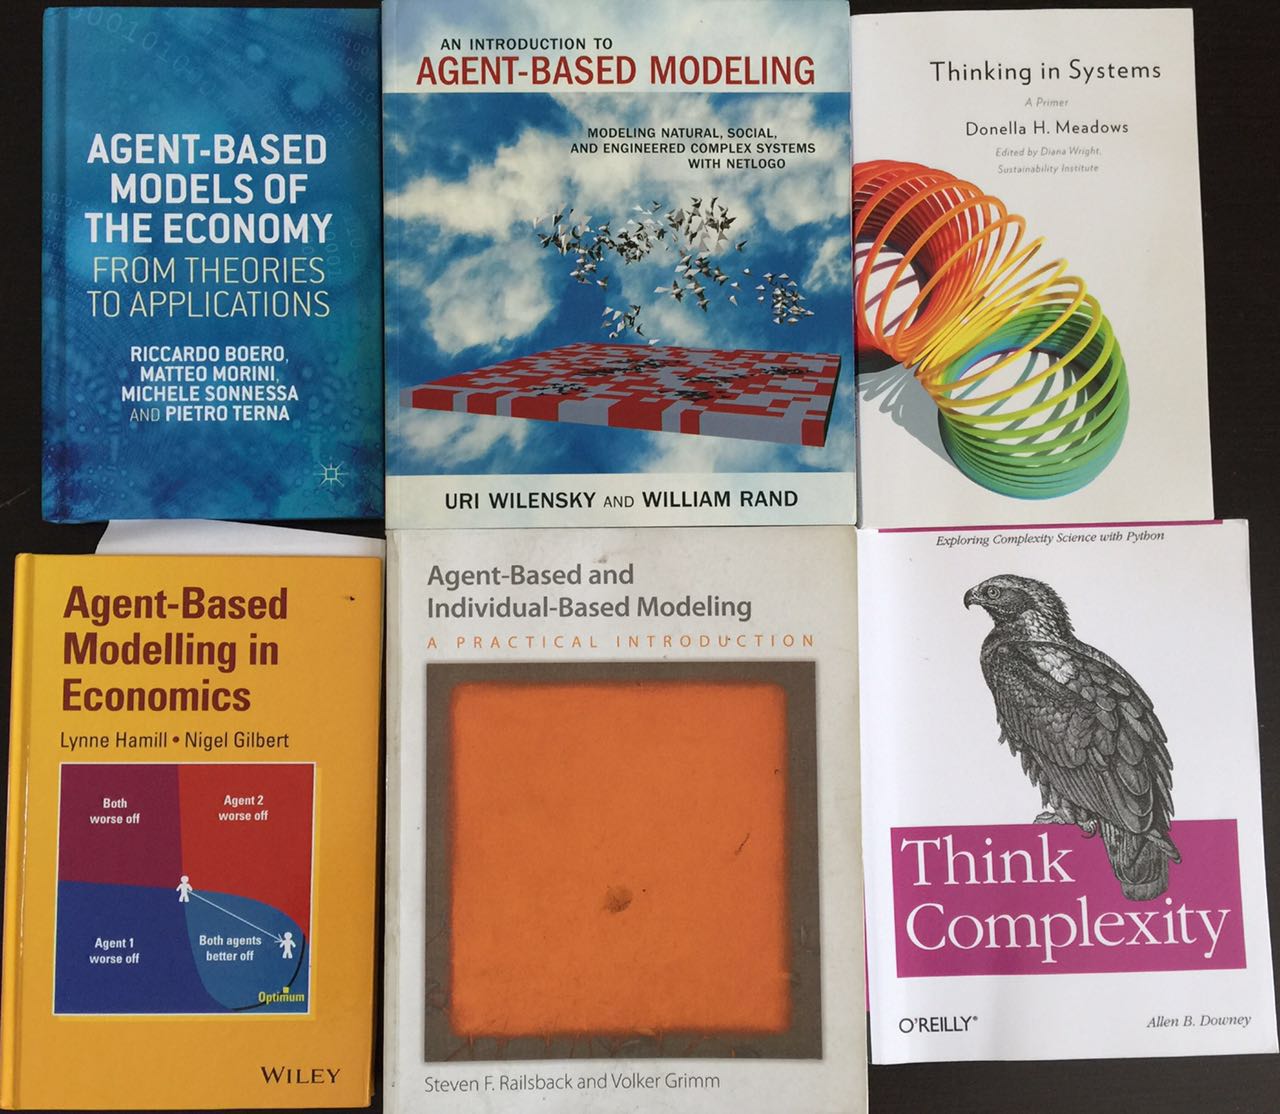 AGENT-BASED
MODELS OF
THE ECONOMY
FROM THEORIES
TO APPLICATIONS
RICCARDO BOERO,
MATTEO MORINI,
MICHELE SONNESSA
AND PIETRO TERNA
AN INTRODUCTION TO
AGENT-BASED MODELING
MODELING NATURAL, SOCIAL,
AND ENGINEERED COMPLEX SYSTEMS
WITH NETLOGO
URI WILENSKY AND WILLIAM RAND
Thinking in Systems
A Primer
Donella H. Meadows
Edited by Diana Wright,
Sustainability Institute
Agent-Based
Modelling in
Economics
Lynne Hamill • Nigel Gilbert
Both
worse off
Agent 2
worse off
Agent 1
worse off
Both agents
better off
Optimum
WILEY
Agent-Based and
Individual-Based Modeling
A PRACTICAL INTRODUCTION
Steven F. Railsback and Volker Grimm
Exploring Complexity Science with Python
Think
Complexity
O'REILLY®
Allen B. Downey